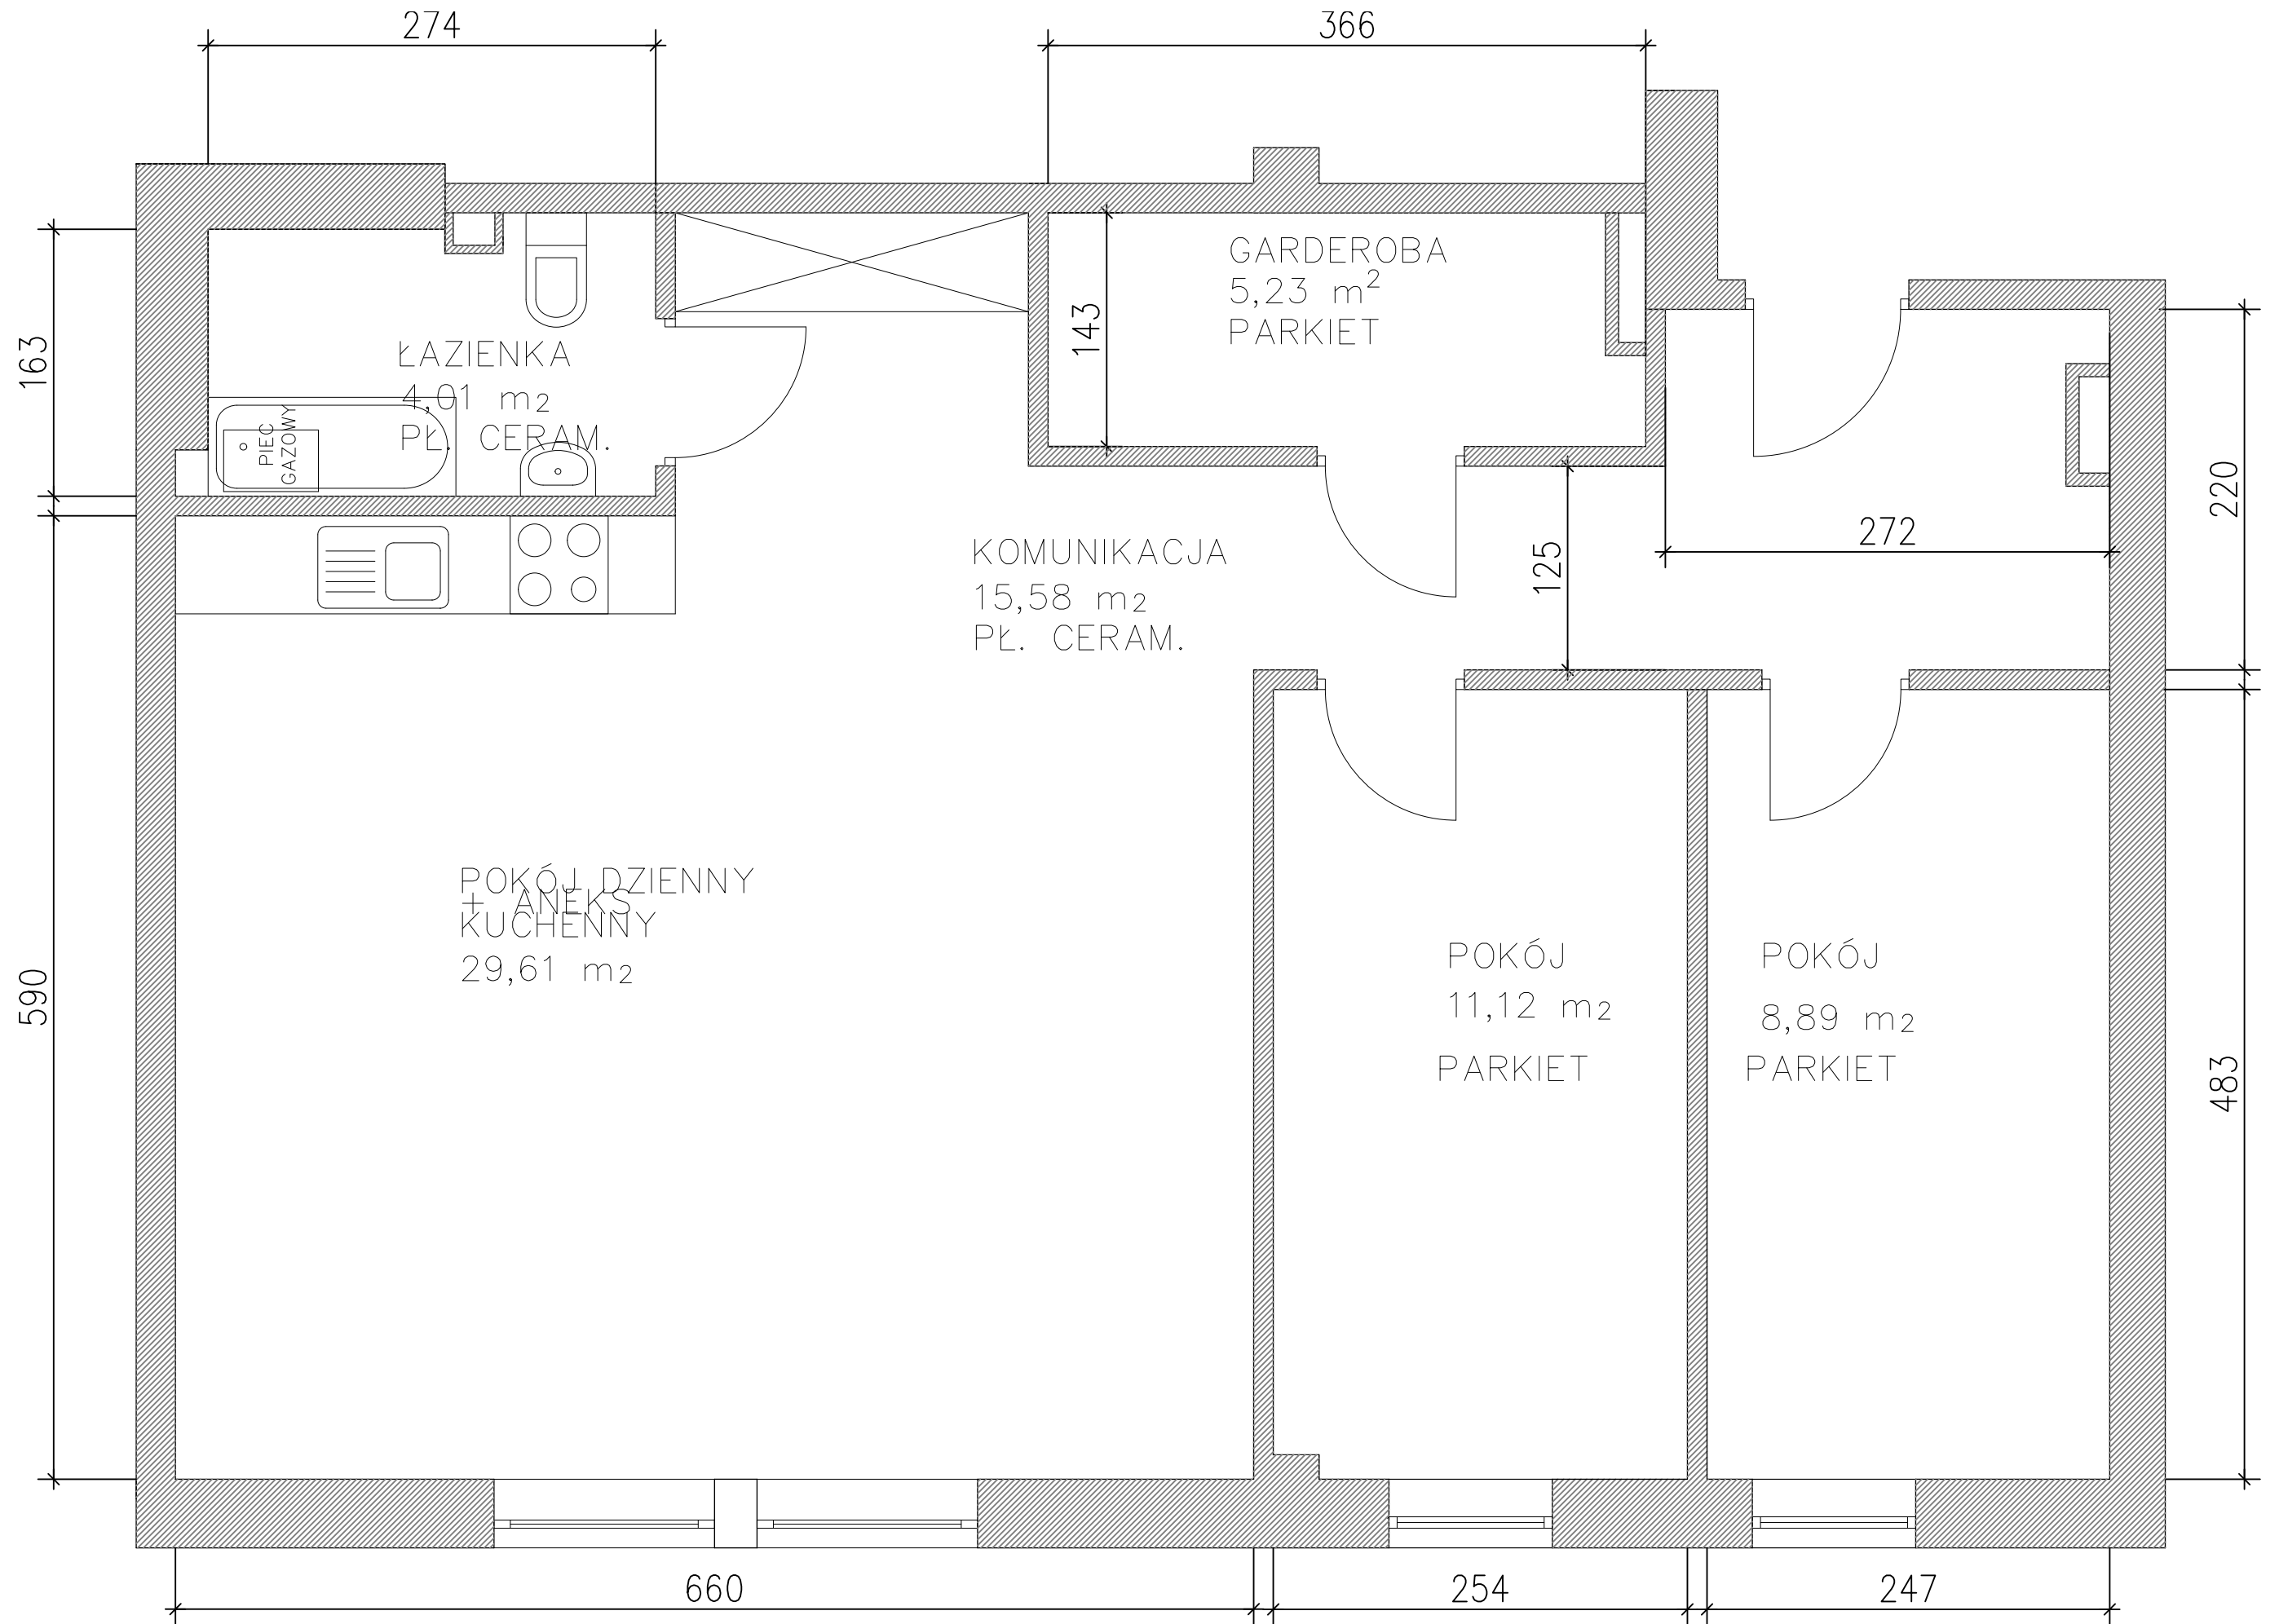 274
366
GARDEROBA
5,23 m²
PARKIET
143
163
ŁAZIENKA
4,01 m2
PŁ. CERAM.
PIEC
GAZOWY
220
272
125
KOMUNIKACJA
15,58 m2
PŁ. CERAM.
POKÓJ DZIENNY
+ ANEKS
KUCHENNY
29,61 m2
590
POKÓJ
11,12 m2
PARKIET
POKÓJ
8,89 m2
PARKIET
483
660
254
247